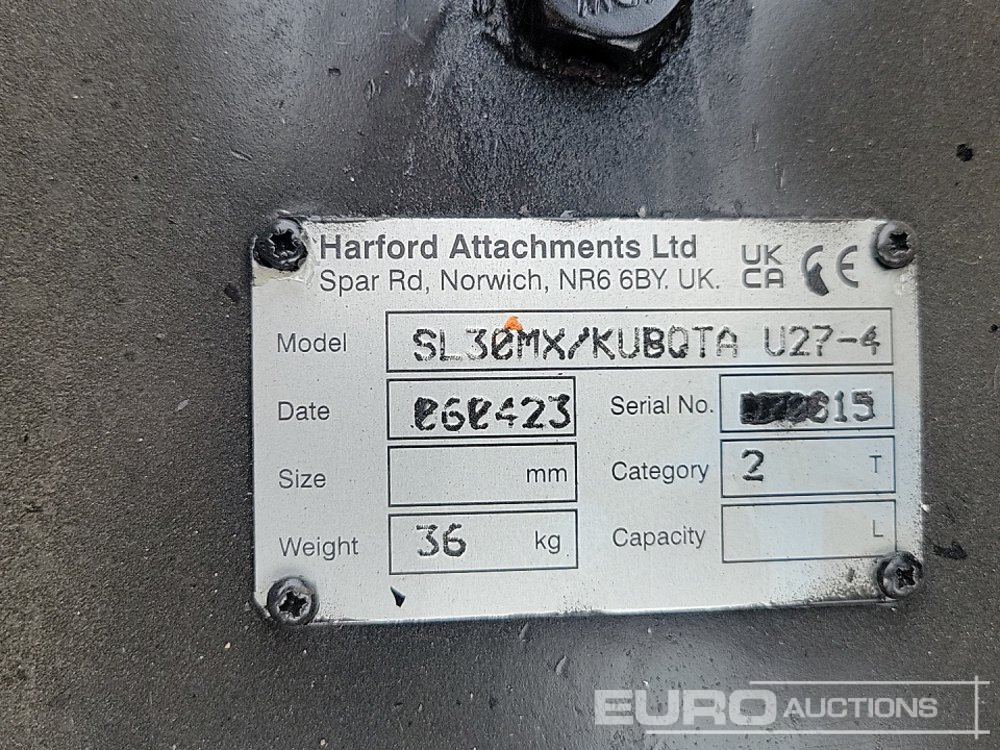 Harford Attachments Ltd
Spar Rd, Norwich, NR6 6BY. UK.
UK
CA CE
Model SL30MX/KUBOTA U27-4
Date 060423 Serial No.
Size mm Category 2 T
Weight 36 kg Capacity L
EURO AUCTIONS